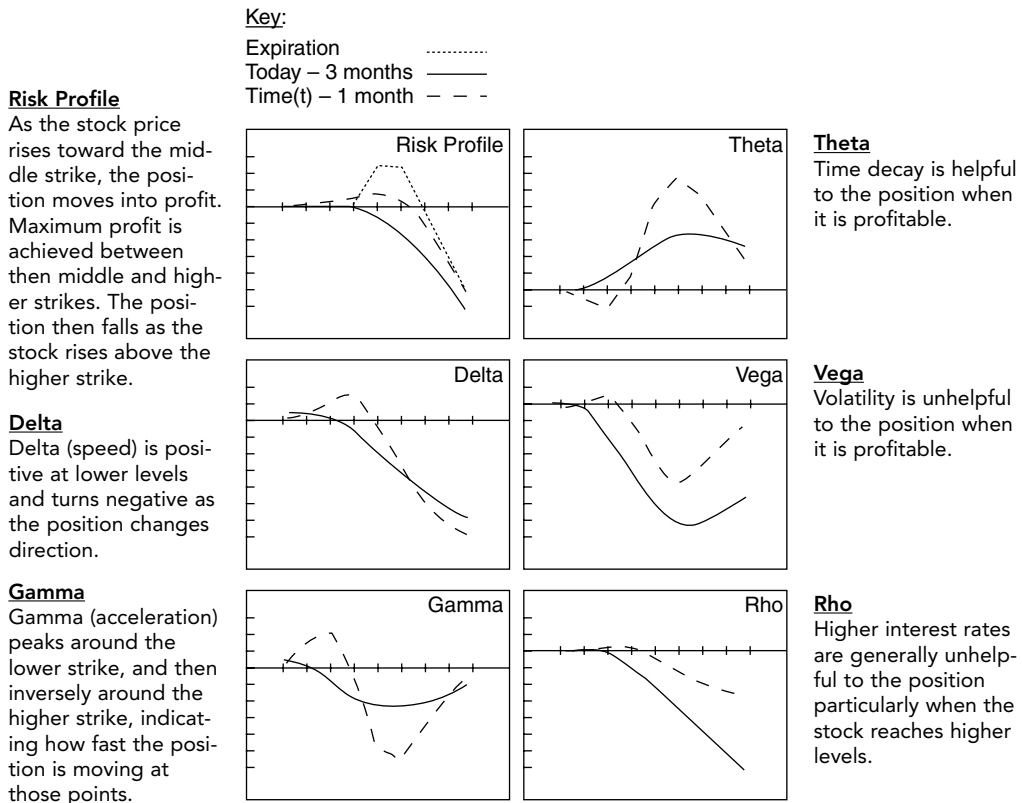 Key:
Expiration
Today – 3 months
Time(t) – 1 month
Risk Profile
As the stock price
rises toward the mid-
dle strike, the posi-
tion moves into profit.
Maximum profit is
achieved between
then middle and high-
er strikes. The posi-
tion then falls as the
stock rises above the
higher strike.
Delta
Delta (speed) is posi-
tive at lower levels
and turns negative as
the position changes
direction.
Gamma
Gamma (acceleration)
peaks around the
lower strike, and then
inversely around the
higher strike, indicat-
ing how fast the posi-
tion is moving at
those points.
Risk Profile
Theta
Delta
Vega
Gamma
Rho
Theta
Time decay is helpful
to the position when
it is profitable.
Vega
Volatility is unhelpful
to the position when
it is profitable.
Rho
Higher interest rates
are generally unhelp-
ful to the position
particularly when the
stock reaches higher
levels.